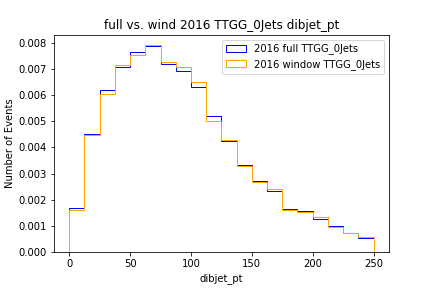 full vs. wind 2016 TTGG_0Jets dibjet_pt
2016 full TTGG_0Jets
2016 window TTGG_0Jets
Number of Events
0.008
0.007
0.006
0.005
0.004
0.003
0.002
0.001
0.000
0 50 100 150 200 250
dibjet_pt